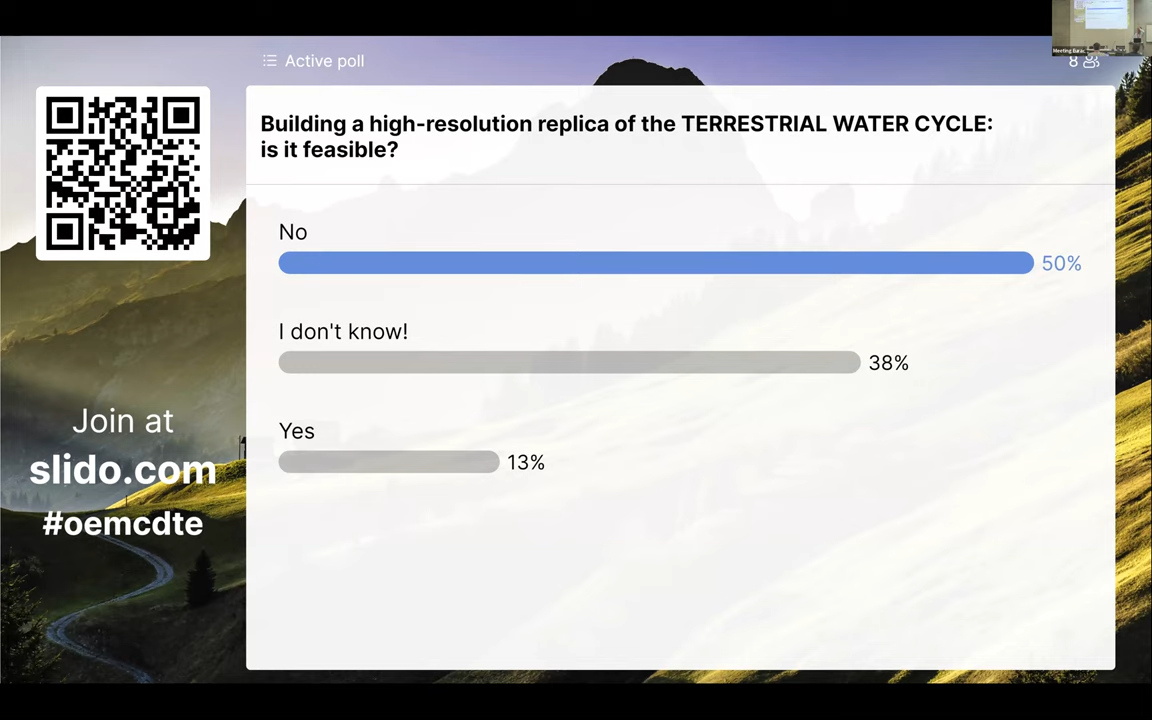 Active poll
8
Building a high-resolution replica of the TERRESTRIAL WATER CYCLE:
is it feasible?
No
50%
I don't know!
38%
Yes
13%
Join at
slido.com
#oemcdte